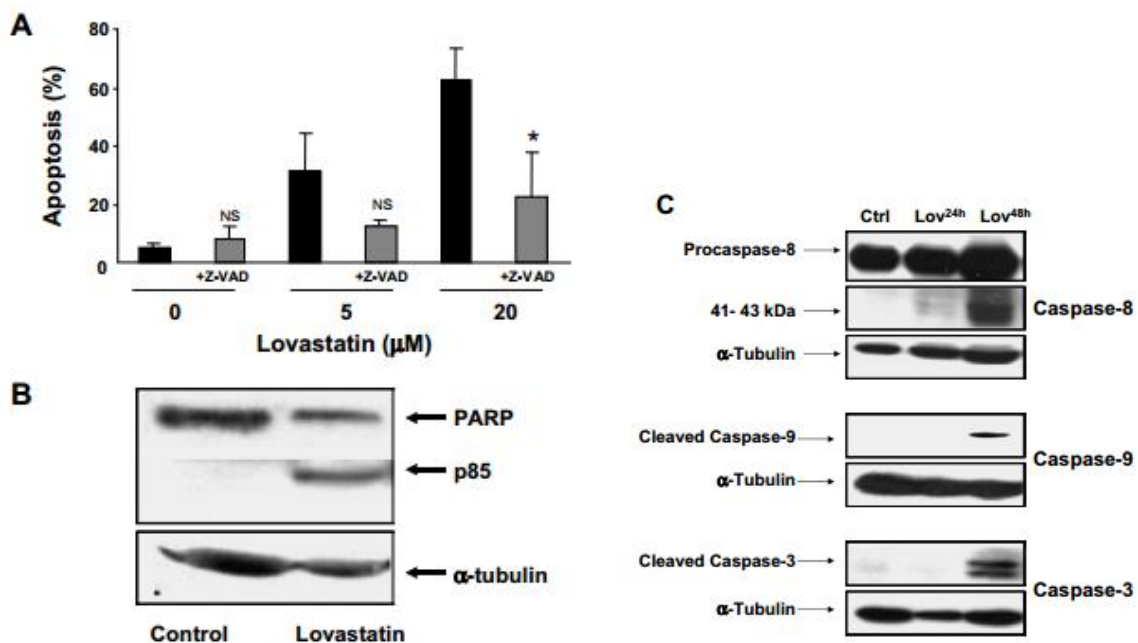 A
80
60
40
20
0
Apoptosis (%)
NS
NS
*
+Z-VAD
+Z-VAD
+Z-VAD
0
5
20
Lovastatin (μM)
B
PARP
p85
α-tubulin
Control
Lovastatin
C
Ctrl
Lov24h
Lov48h
Procaspase-8
41- 43 kDa
Caspase-8
α-Tubulin
Cleaved Caspase-9
Caspase-9
α-Tubulin
Cleaved Caspase-3
Caspase-3
α-Tubulin